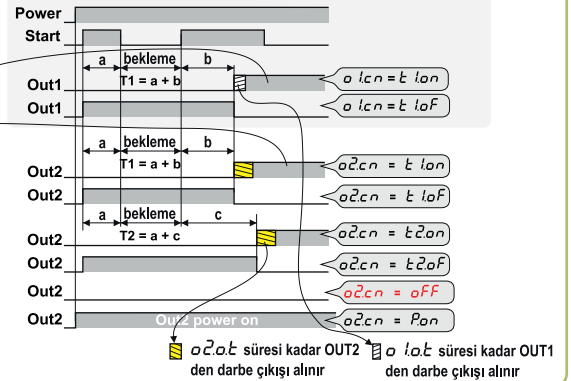 Power
Start
a bekleme b
T1 = a + b
Out1 o1.cn = t1.on
Out1 o1.cn = t1.oF
a bekleme b
T1 = a + b
Out2 o2.cn = t1.on
Out2 o2.cn = t1.oF
a bekleme c
T2 = a + c
Out2 o2.cn = t2.on
Out2 o2.cn = t2.oF
Out2 o2.cn = oFF
Out2 Out2 power on o2.cn = P.on
o2.o.t süresi kadar OUT2
den darbe çıkışı alınır
o1.o.t süresi kadar OUT1
den darbe çıkışı alınır